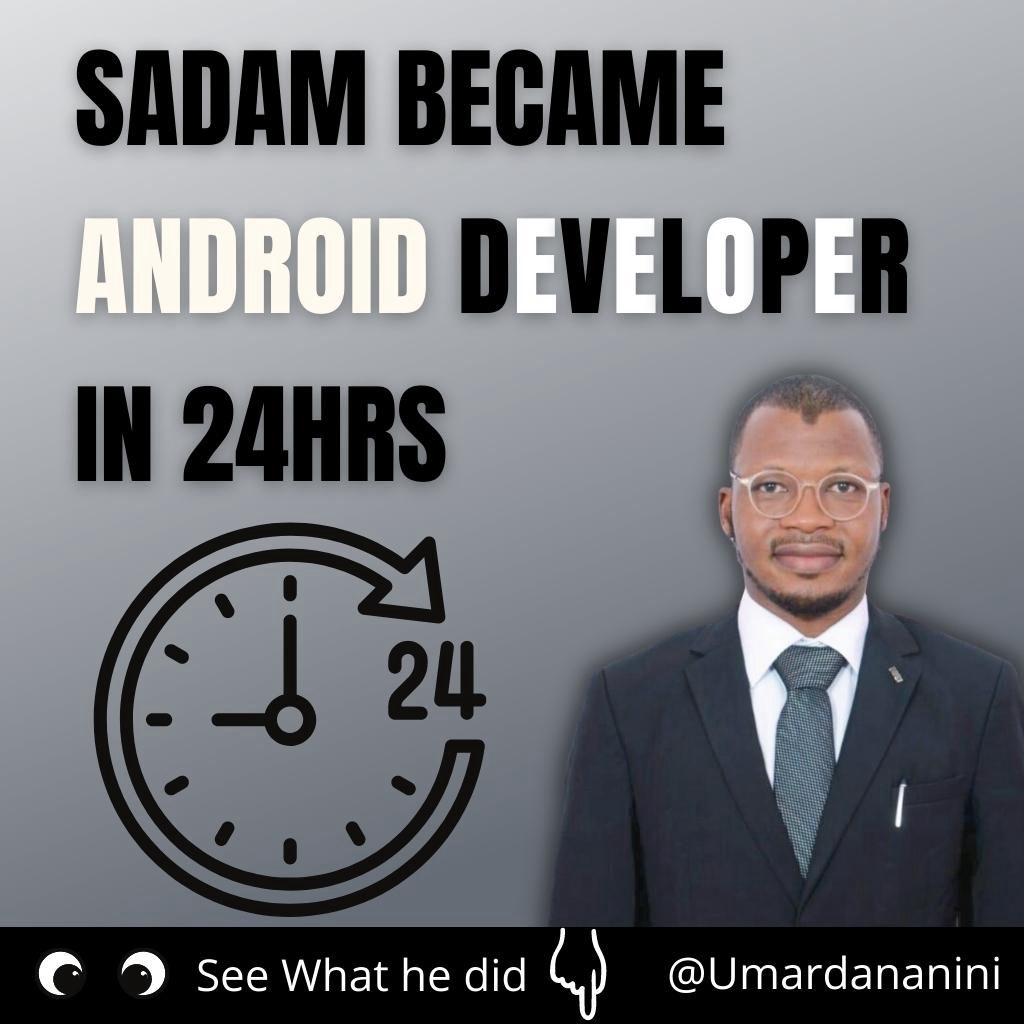 SADAM BECAME
ANDROID DEVELOPER
IN 24HRS
24
See What he did @Umardananini